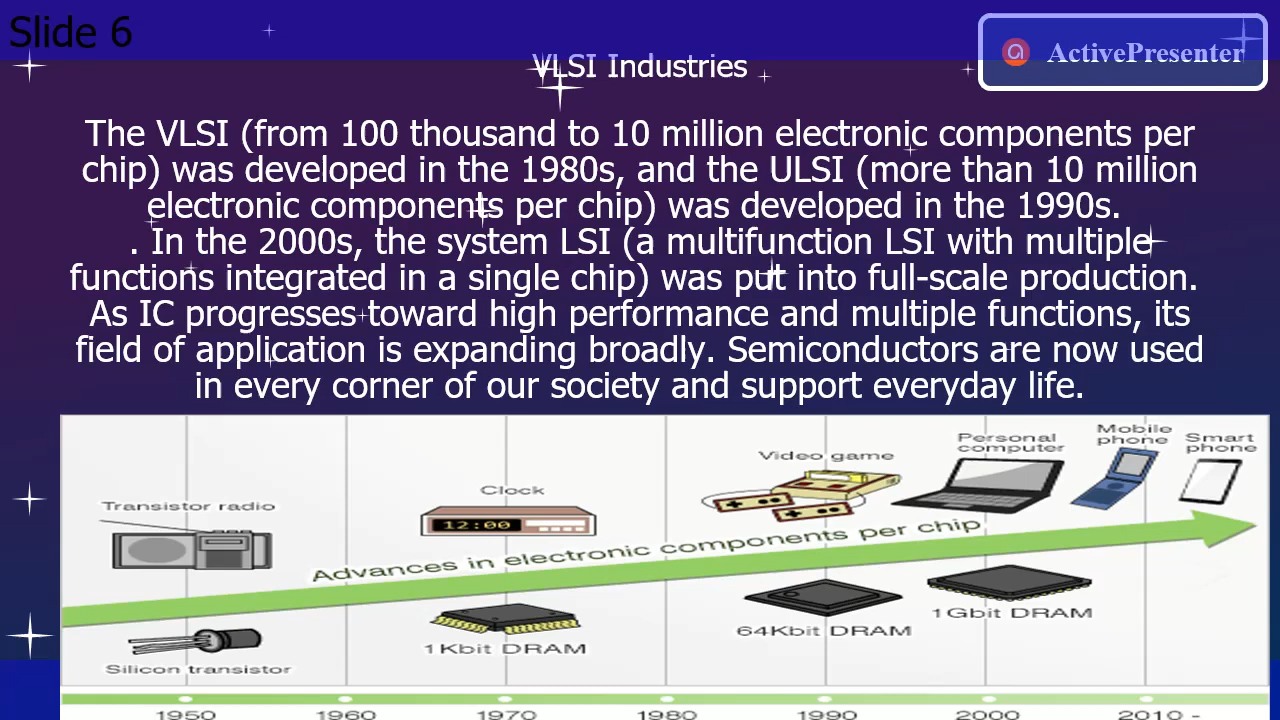 Slide 6
ActivePresenter
VLSI Industries
The VLSI (from 100 thousand to 10 million electronic components per
chip) was developed in the 1980s, and the ULSI (more than 10 million
electronic components per chip) was developed in the 1990s.
. In the 2000s, the system LSI (a multifunction LSI with multiple
functions integrated in a single chip) was put into full-scale production.
As IC progresses toward high performance and multiple functions, its
field of application is expanding broadly. Semiconductors are now used
in every corner of our society and support everyday life.
Transistor radio
Clock
12:00
Video game
Personal
computer
Mobile
phone
Smart
phone
Advances in electronic components per chip
Silicon transistor
1Kbit DRAM
64Kbit DRAM
1Gbit DRAM
1950 1960 1970 1980 1990 2000 2010 -